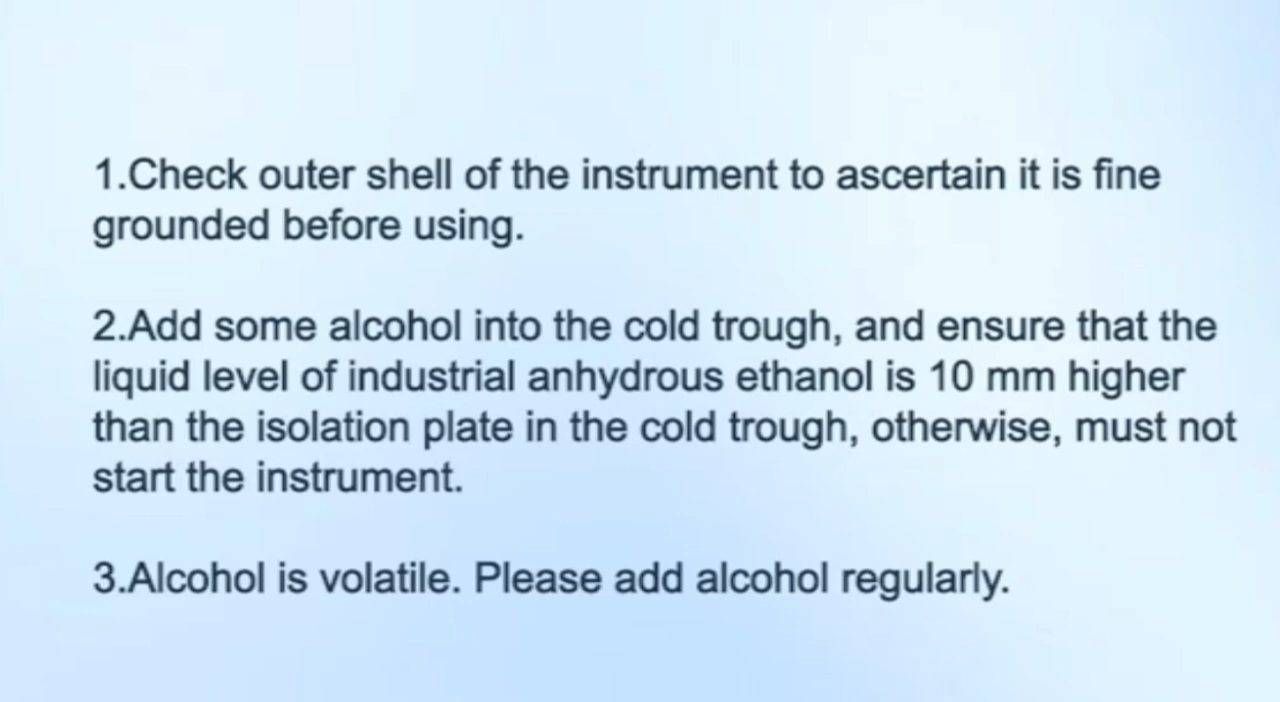 1.Check outer shell of the instrument to ascertain it is fine
grounded before using.
2.Add some alcohol into the cold trough, and ensure that the
liquid level of industrial anhydrous ethanol is 10 mm higher
than the isolation plate in the cold trough, otherwise, must not
start the instrument.
3.Alcohol is volatile. Please add alcohol regularly.